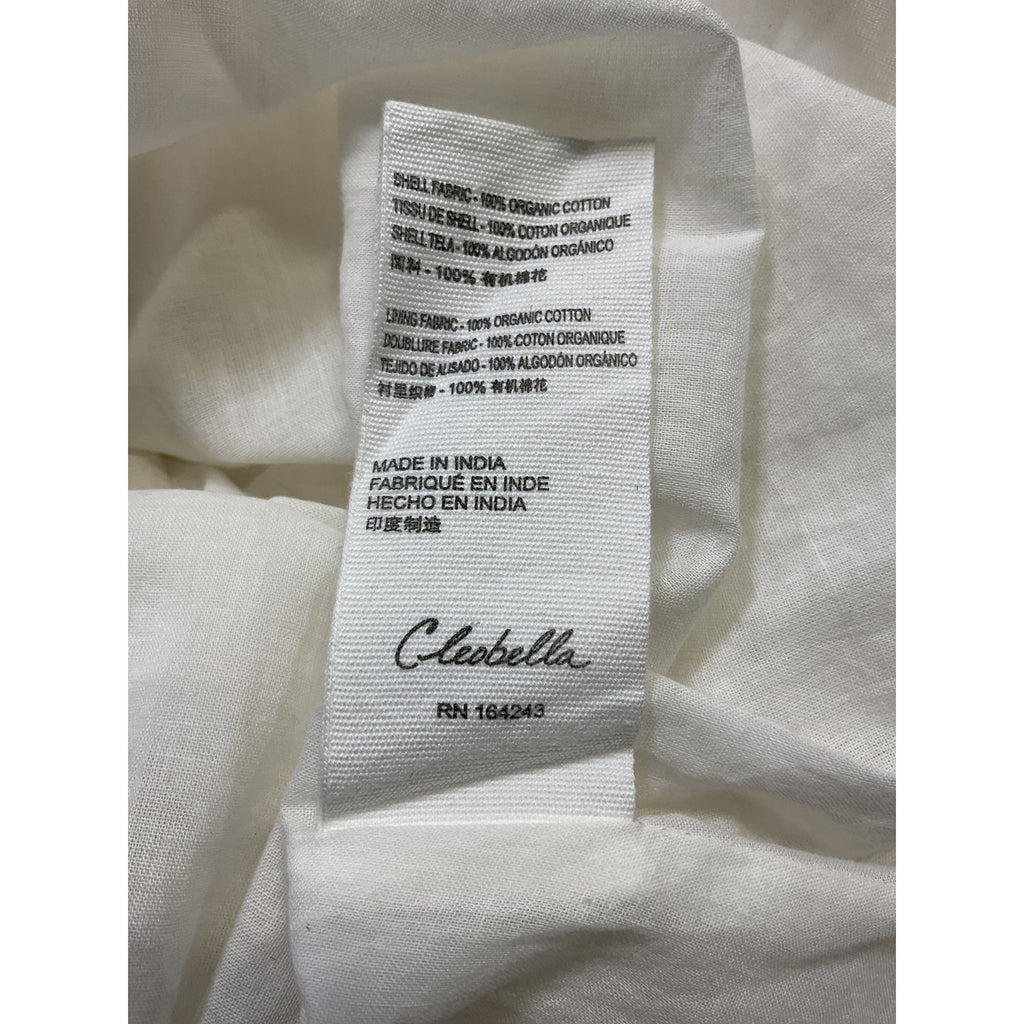 SHELL FABRIC - 100% ORGANIC COTTON
TISSU DE SHELL - 100% COTON ORGANIQUE
SHELL TELA - 100% ALGODÓN ORGÁNICO
面料 - 100% 有机棉花
LINING FABRIC - 100% ORGANIC COTTON
DOUBLURE FABRIC - 100% COTON ORGANIQUE
TEJIDO DE ALISADO - 100% ALGODÓN ORGÁNICO
衬里织物 - 100% 有机棉花
MADE IN INDIA
FABRIQUÉ EN INDE
HECHO EN INDIA
印度制造
Cleobella
RN 164243